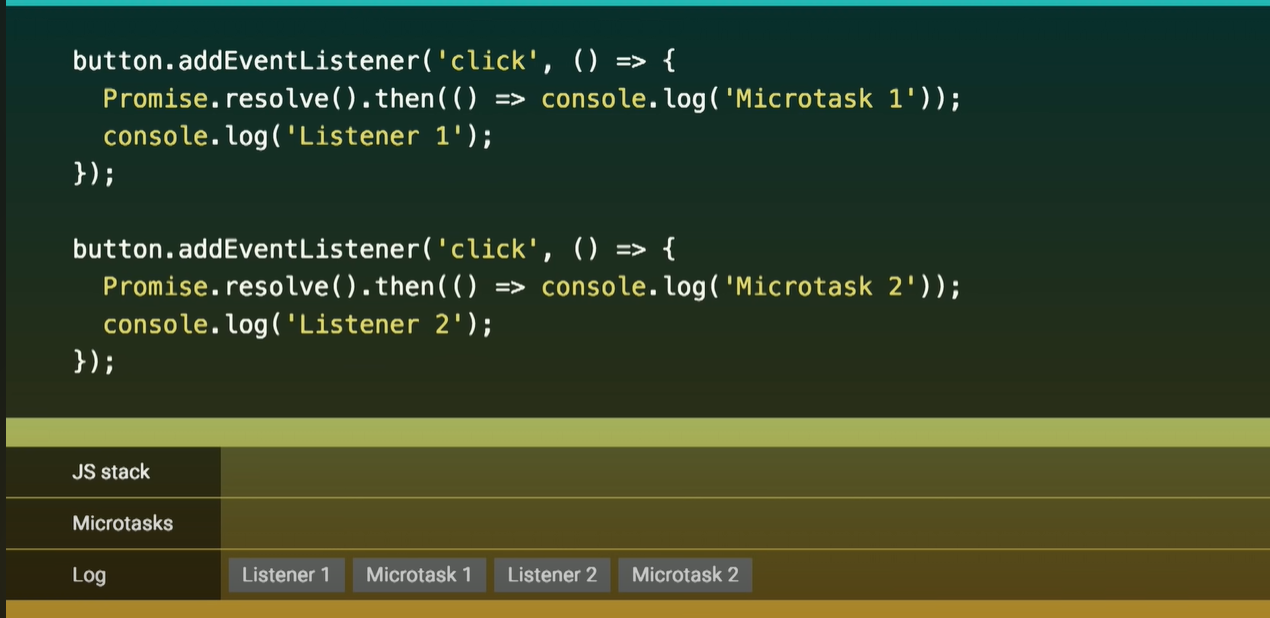 button.addEventListener('click', () => {
  Promise.resolve().then(() => console.log('Microtask 1'));
  console.log('Listener 1');
});

button.addEventListener('click', () => {
  Promise.resolve().then(() => console.log('Microtask 2'));
  console.log('Listener 2');
});
JS stack
Microtasks
Log Listener 1 Microtask 1 Listener 2 Microtask 2